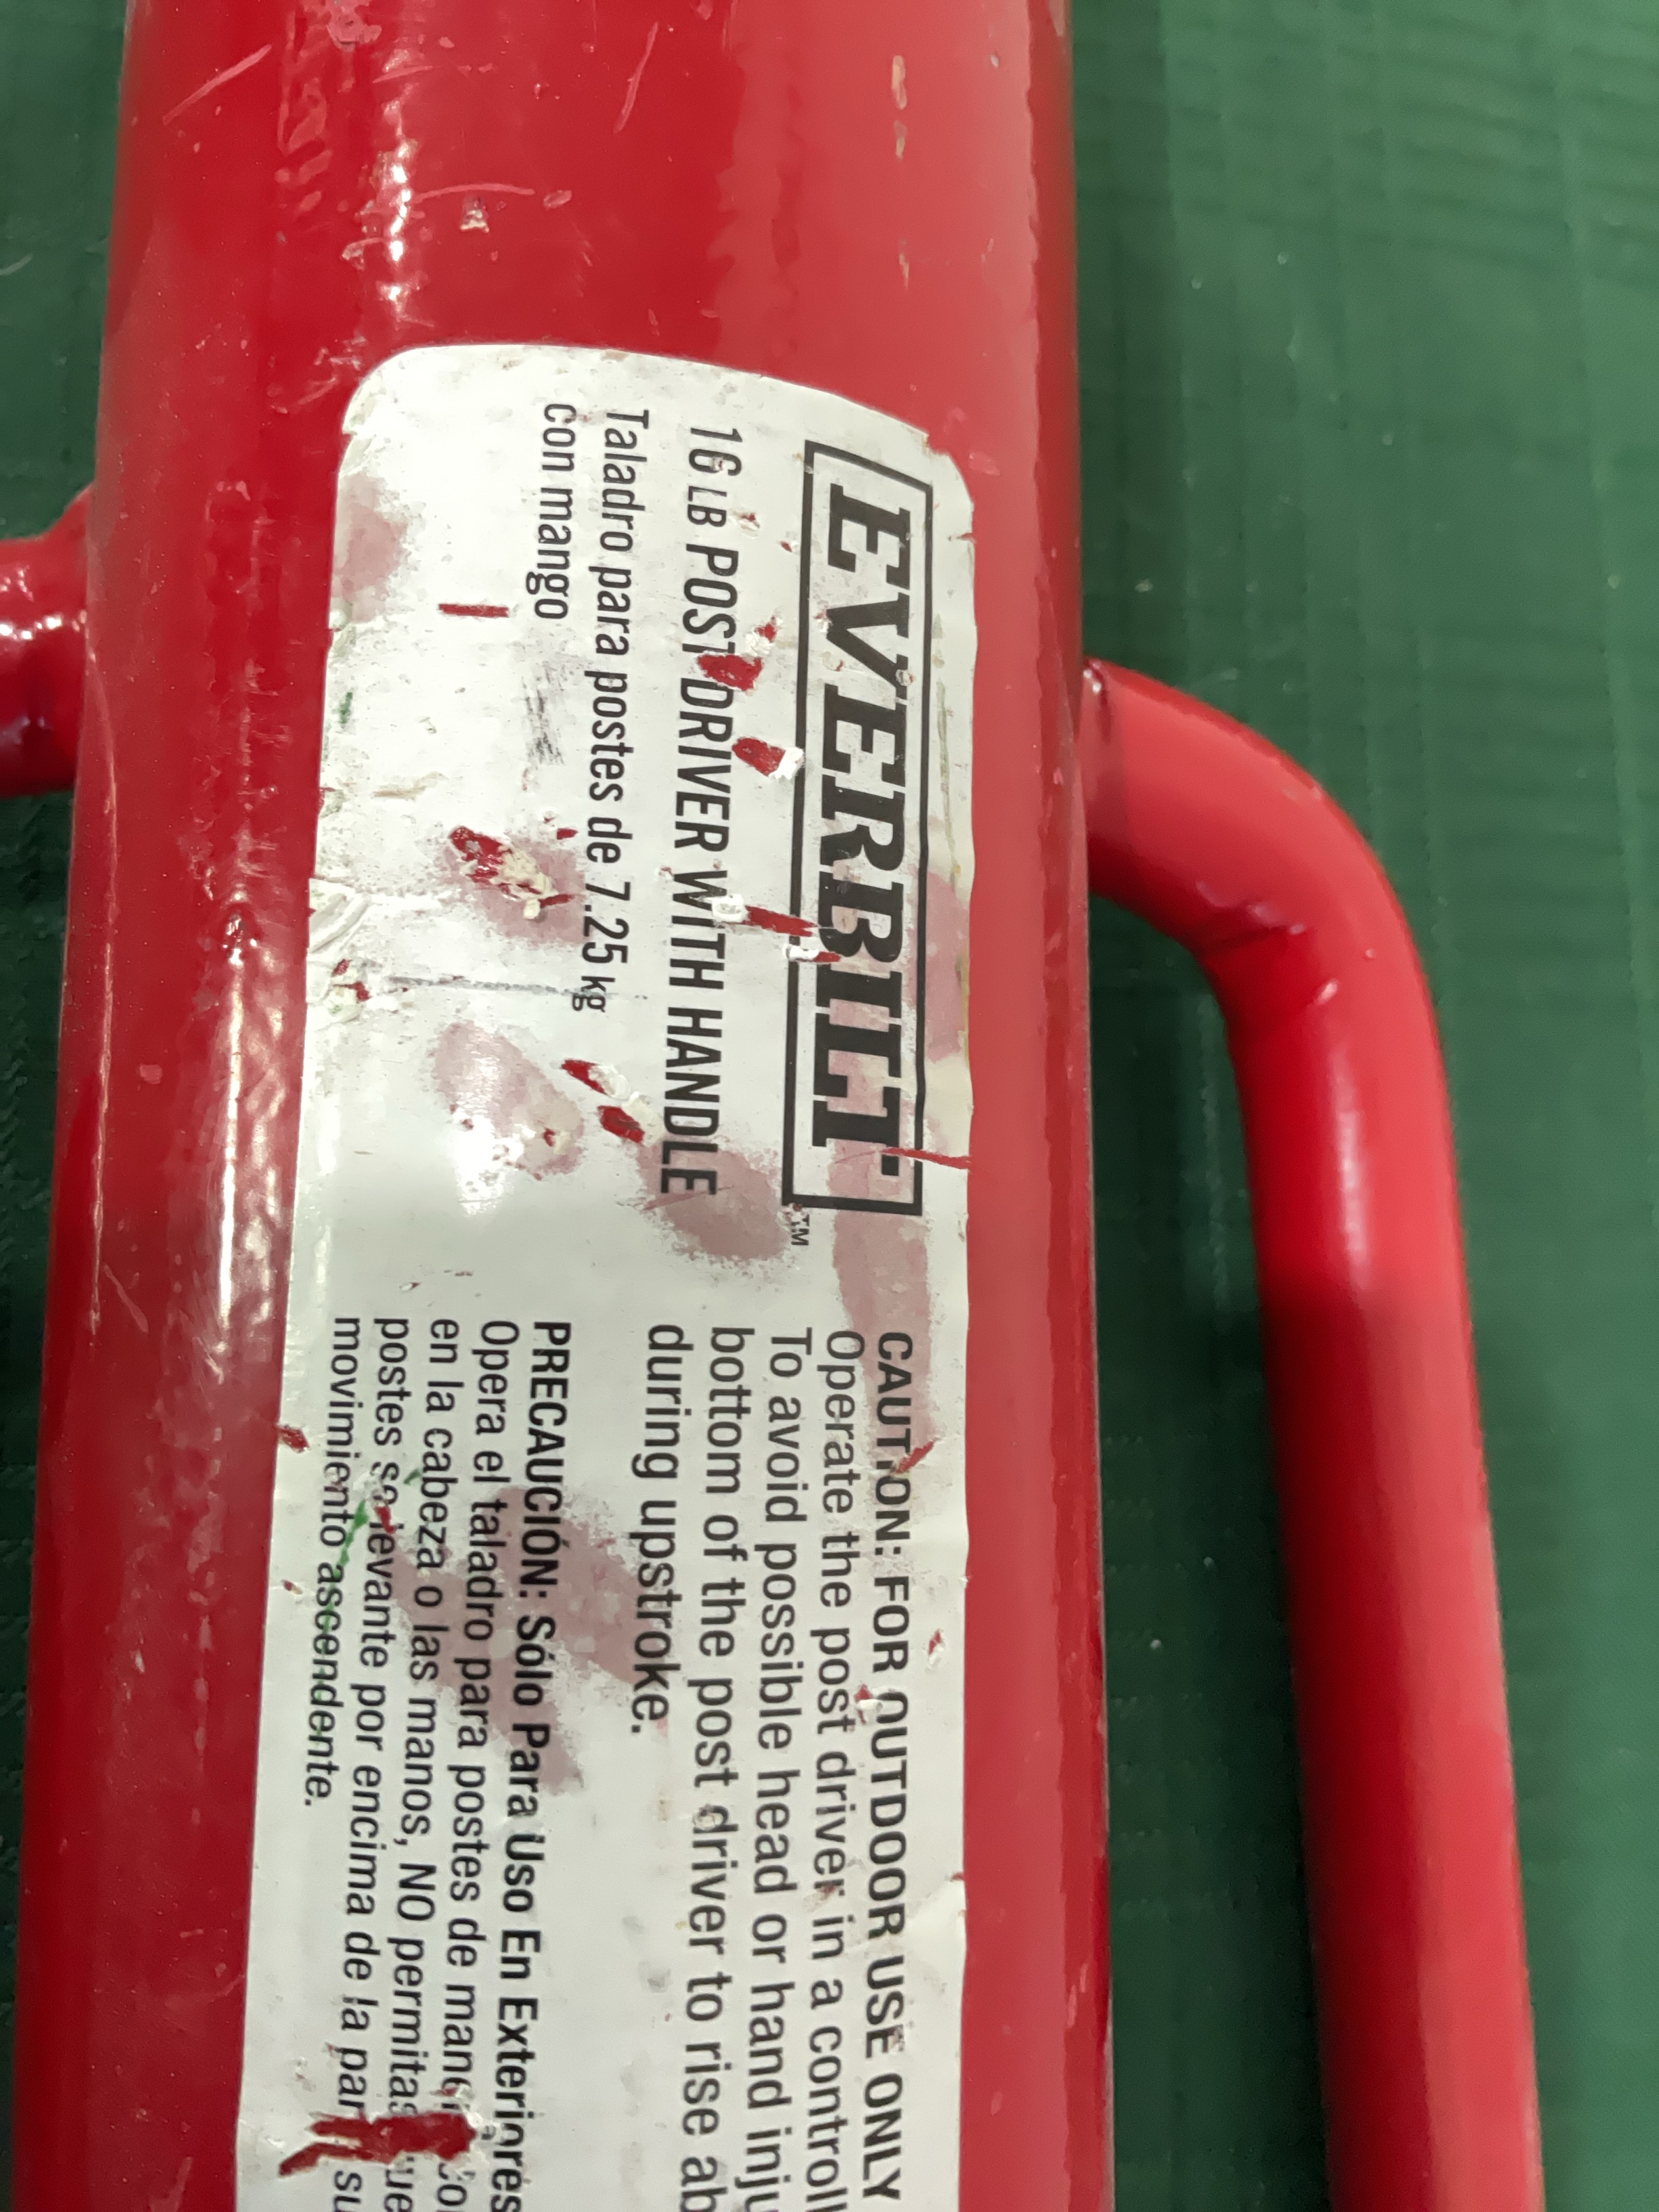 EVERBILT™
16 LB POST DRIVER WITH HANDLE
Taladro para postes de 7.25 kg
con mango
CAUTION: FOR OUTDOOR USE ONLY
Operate the post driver in a
To avoid possible head or hand
bottom of the post driver to rise
during upstroke.
PRECAUCIÓN: Sólo Para Uso En Exteriores
Opera el taladro para postes de
en la cabeza o las manos, NO permitas
postes se levante por encima de la
movimiento ascendente.